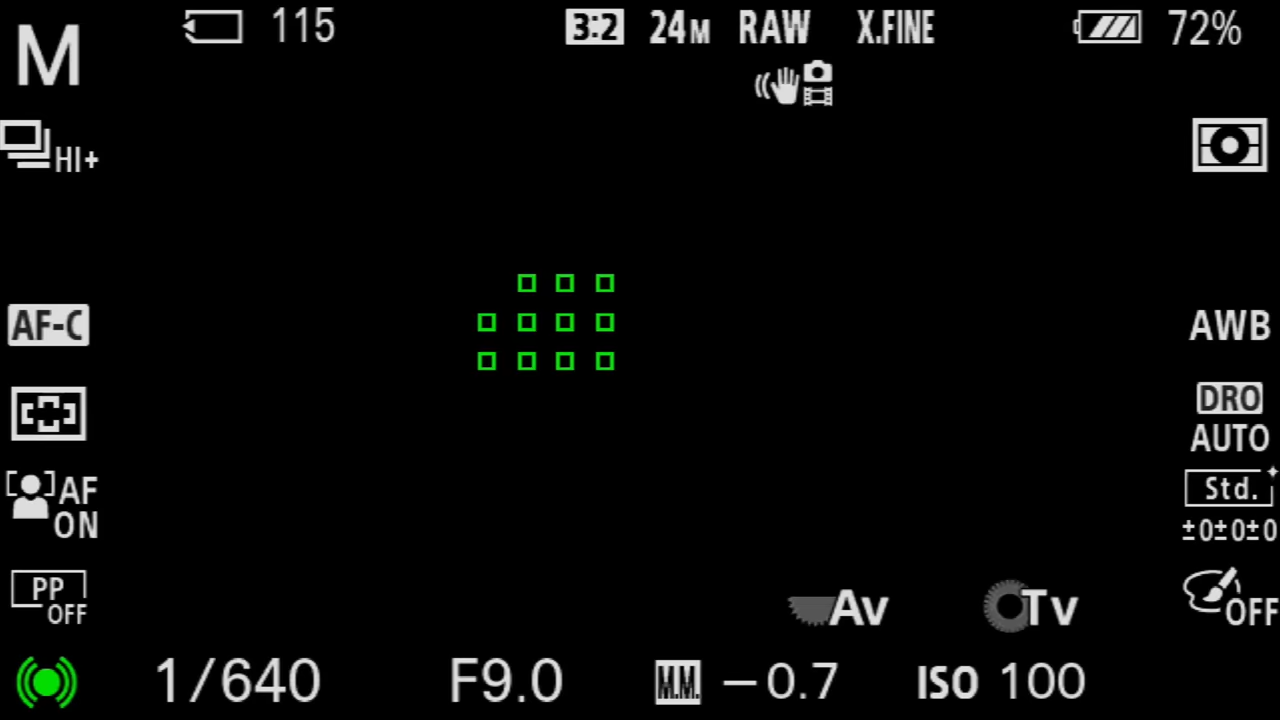 M 115 3:2 24M RAW X.FINE 72%
HI+
AF-C
AWB
DRO
AUTO
AF
ON
Std.
±0±0±0
PP
OFF
Av
Tv
OFF
1/640 F9.0 M.M. −0.7 ISO 100